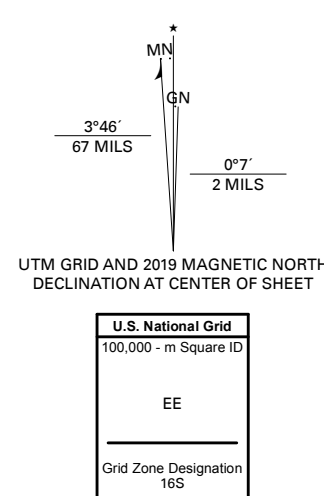 MN
GN
3°46´
67 MILS
0°7´
2 MILS
UTM GRID AND 2019 MAGNETIC NORTH
DECLINATION AT CENTER OF SHEET
U.S. National Grid
100,000 - m Square ID
EE
Grid Zone Designation
16S